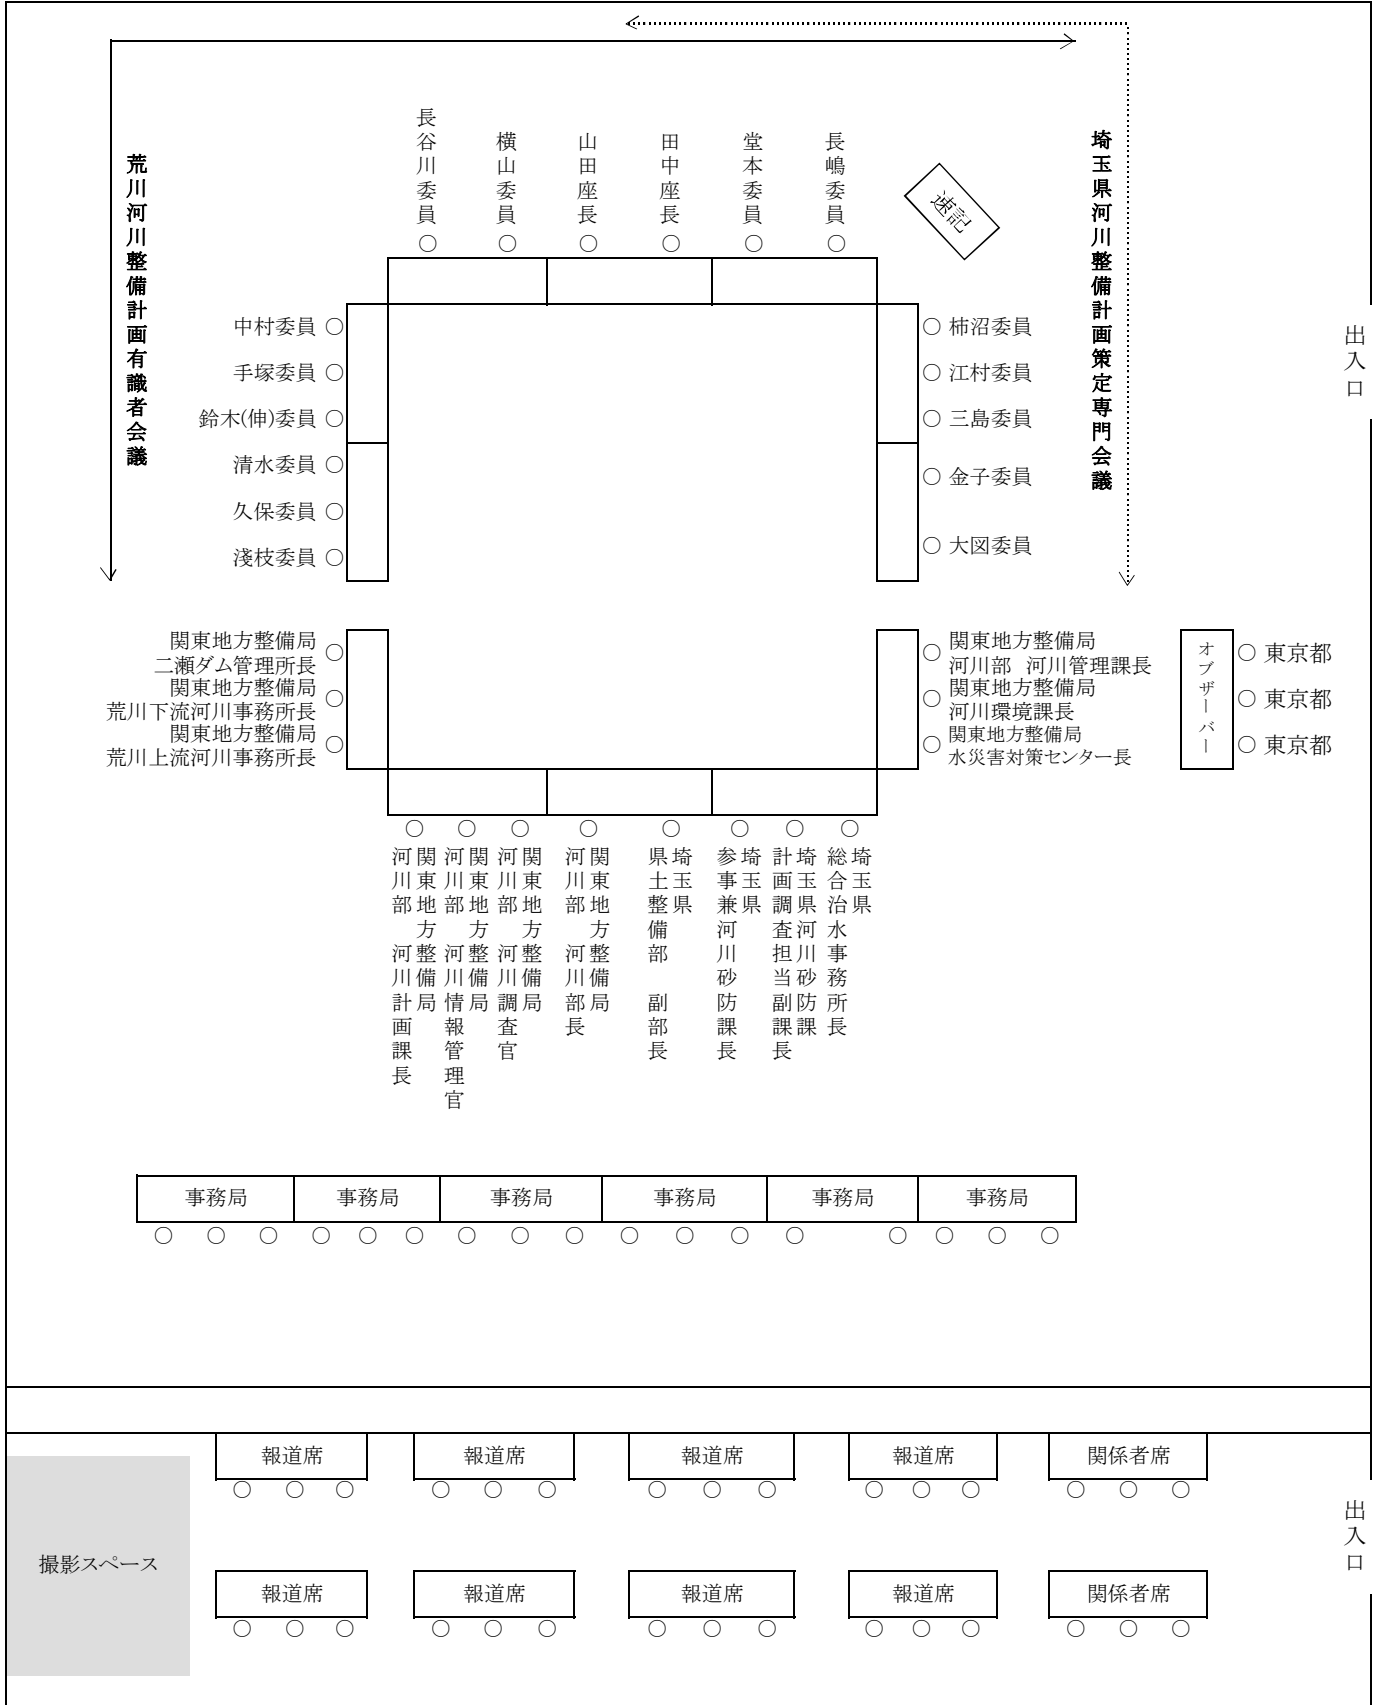 荒川河川整備計画有識者会議
長谷川委員
横山委員
山田座長
田中座長
堂本委員
長嶋委員
速記
埼玉県河川整備計画策定専門会議
出入口
中村委員
手塚委員
鈴木(伸)委員
清水委員
久保委員
淺枝委員
柿沼委員
江村委員
三島委員
金子委員
大図委員
関東地方整備局
二瀬ダム管理所長
関東地方整備局
荒川下流河川事務所長
関東地方整備局
荒川上流河川事務所長
関東地方整備局
河川部 河川管理課長
関東地方整備局
河川環境課長
関東地方整備局
水災害対策センター長
オブザーバー
東京都
東京都
東京都
関東地方整備局
河川部 河川計画課長
関東地方整備局
河川部 河川情報管理官
関東地方整備局
河川部 河川調査官
関東地方整備局
河川部 河川部長
埼玉県
県土整備部 副部長
埼玉県
参事兼河川砂防課長
埼玉県河川砂防課
計画調査担当副課長
埼玉県
総合治水事務所長
事務局
事務局
事務局
事務局
事務局
事務局
報道席
報道席
報道席
報道席
関係者席
撮影スペース
出入口
報道席
報道席
報道席
報道席
関係者席